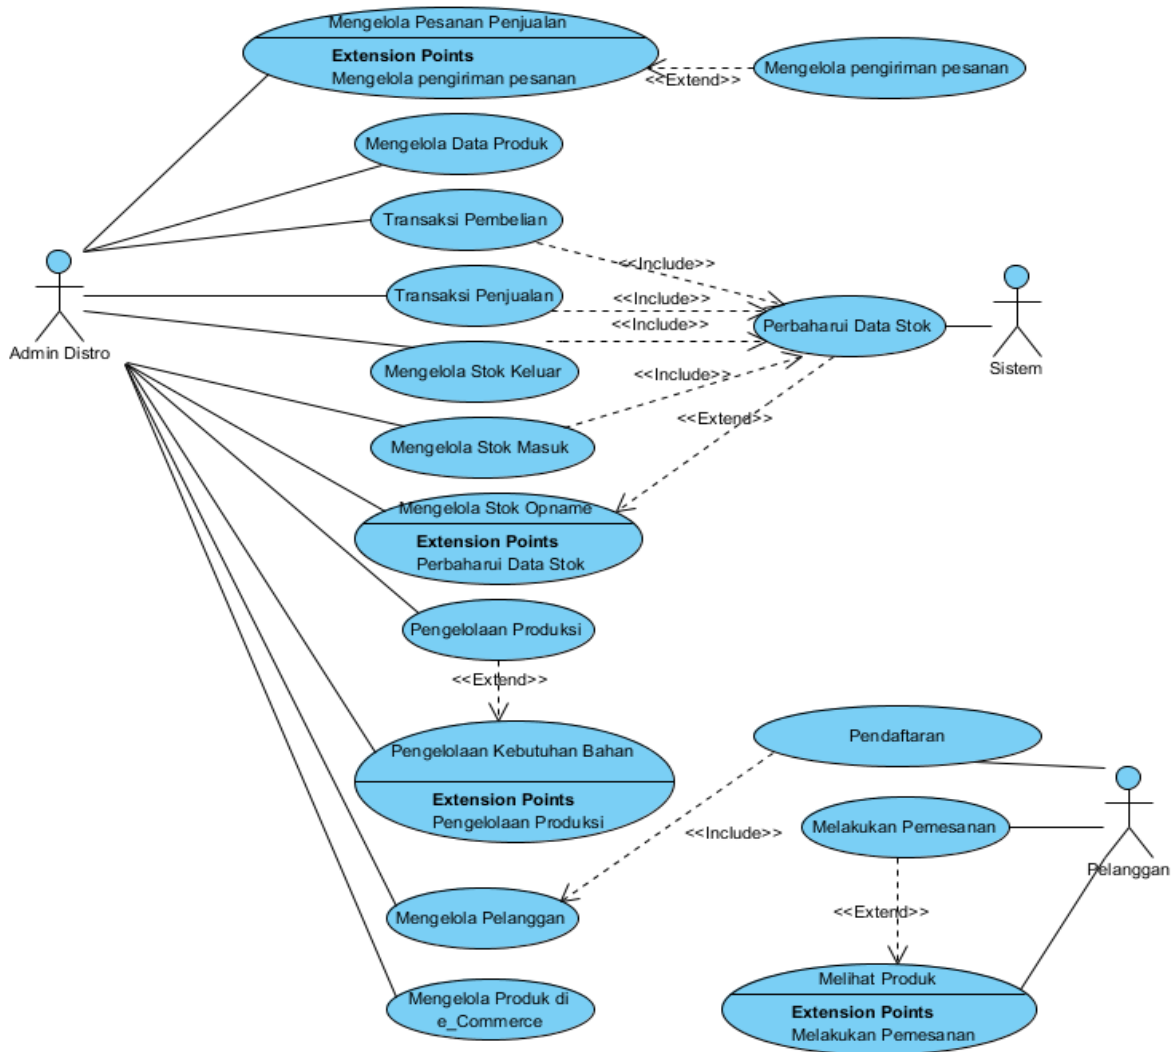 Mengelola Pesanan Penjualan
Extension Points
Mengelola pengiriman pesanan
<<Extend>>
Mengelola pengiriman pesanan
Mengelola Data Produk
Transaksi Pembelian
<<Include>>
Transaksi Penjualan
<<Include>>
<<Include>>
Perbaharui Data Stok
Admin Distro
Sistem
Mengelola Stok Keluar
<<Include>>
<<Extend>>
Mengelola Stok Masuk
Mengelola Stok Opname
Extension Points
Perbaharui Data Stok
Pengelolaan Produksi
<<Extend>>
Pengelolaan Kebutuhan Bahan
Extension Points
Pengelolaan Produksi
Pendaftaran
<<Include>>
Melakukan Pemesanan
Pelanggan
<<Extend>>
Mengelola Pelanggan
Melihat Produk
Extension Points
Melakukan Pemesanan
Mengelola Produk di
e_Commerce